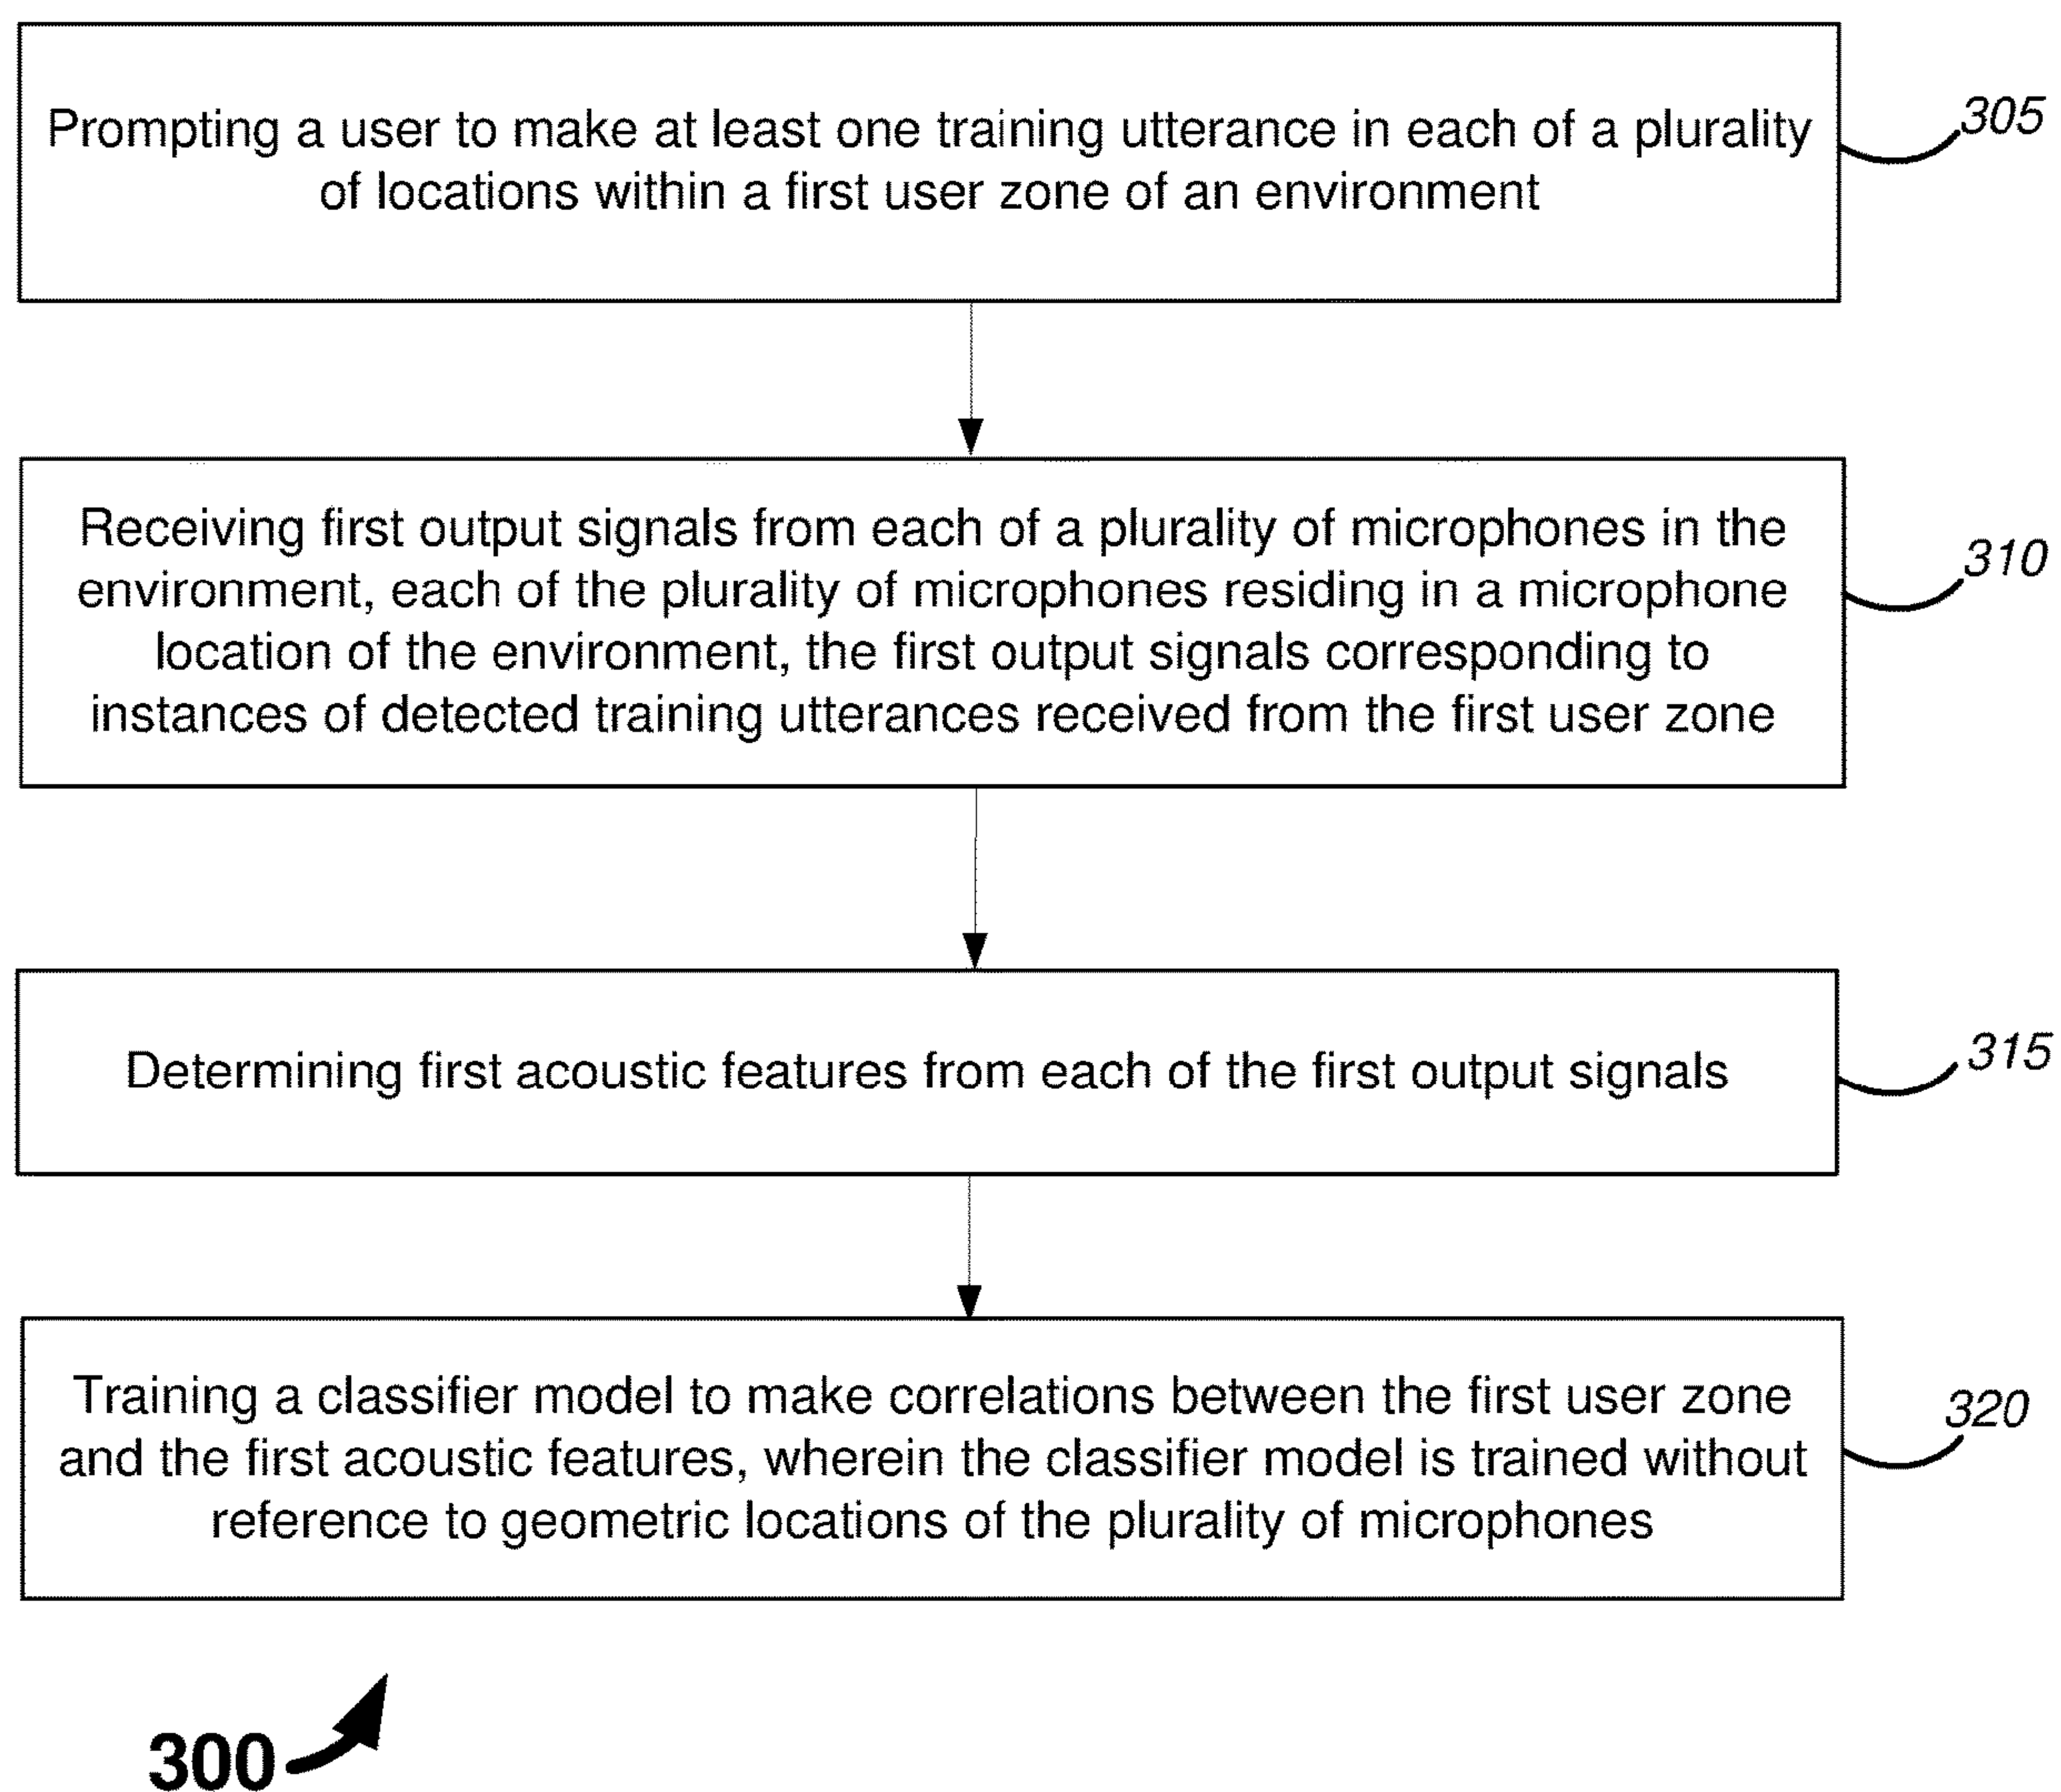 Prompting a user to make at least one training utterance in each of a plurality
of locations within a first user zone of an environment
305
Receiving first output signals from each of a plurality of microphones in the
environment, each of the plurality of microphones residing in a microphone
location of the environment, the first output signals corresponding to
instances of detected training utterances received from the first user zone
310
Determining first acoustic features from each of the first output signals
315
Training a classifier model to make correlations between the first user zone
and the first acoustic features, wherein the classifier model is trained without
reference to geometric locations of the plurality of microphones
320
300